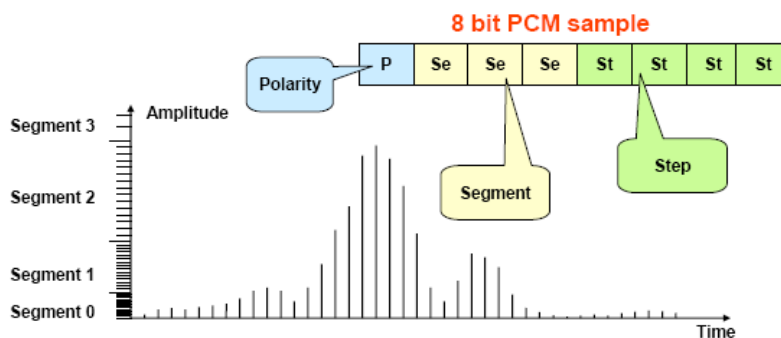 8 bit PCM sample
P Se Se Se St St St St
Polarity
Amplitude
Segment 3
Step
Segment
Segment 2
Segment 1
Segment 0
Time